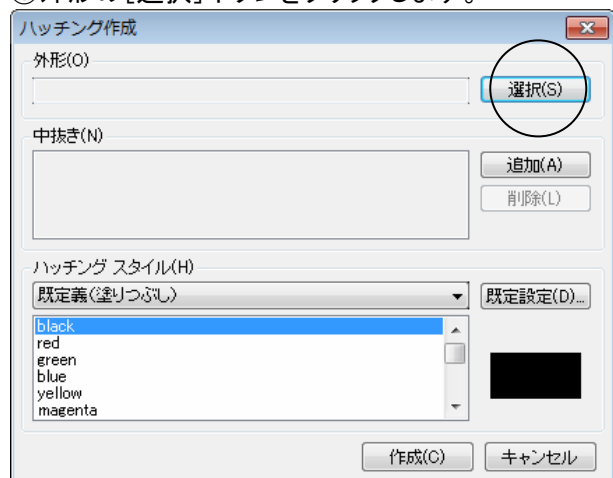 ハッチング作成
外形(O)
選択(S)
中抜き(N)
追加(A)
削除(L)
ハッチング スタイル(H)
既定義(塗りつぶし)
既定設定(D)...
black
red
green
blue
yellow
magenta
作成(C)
キャンセル